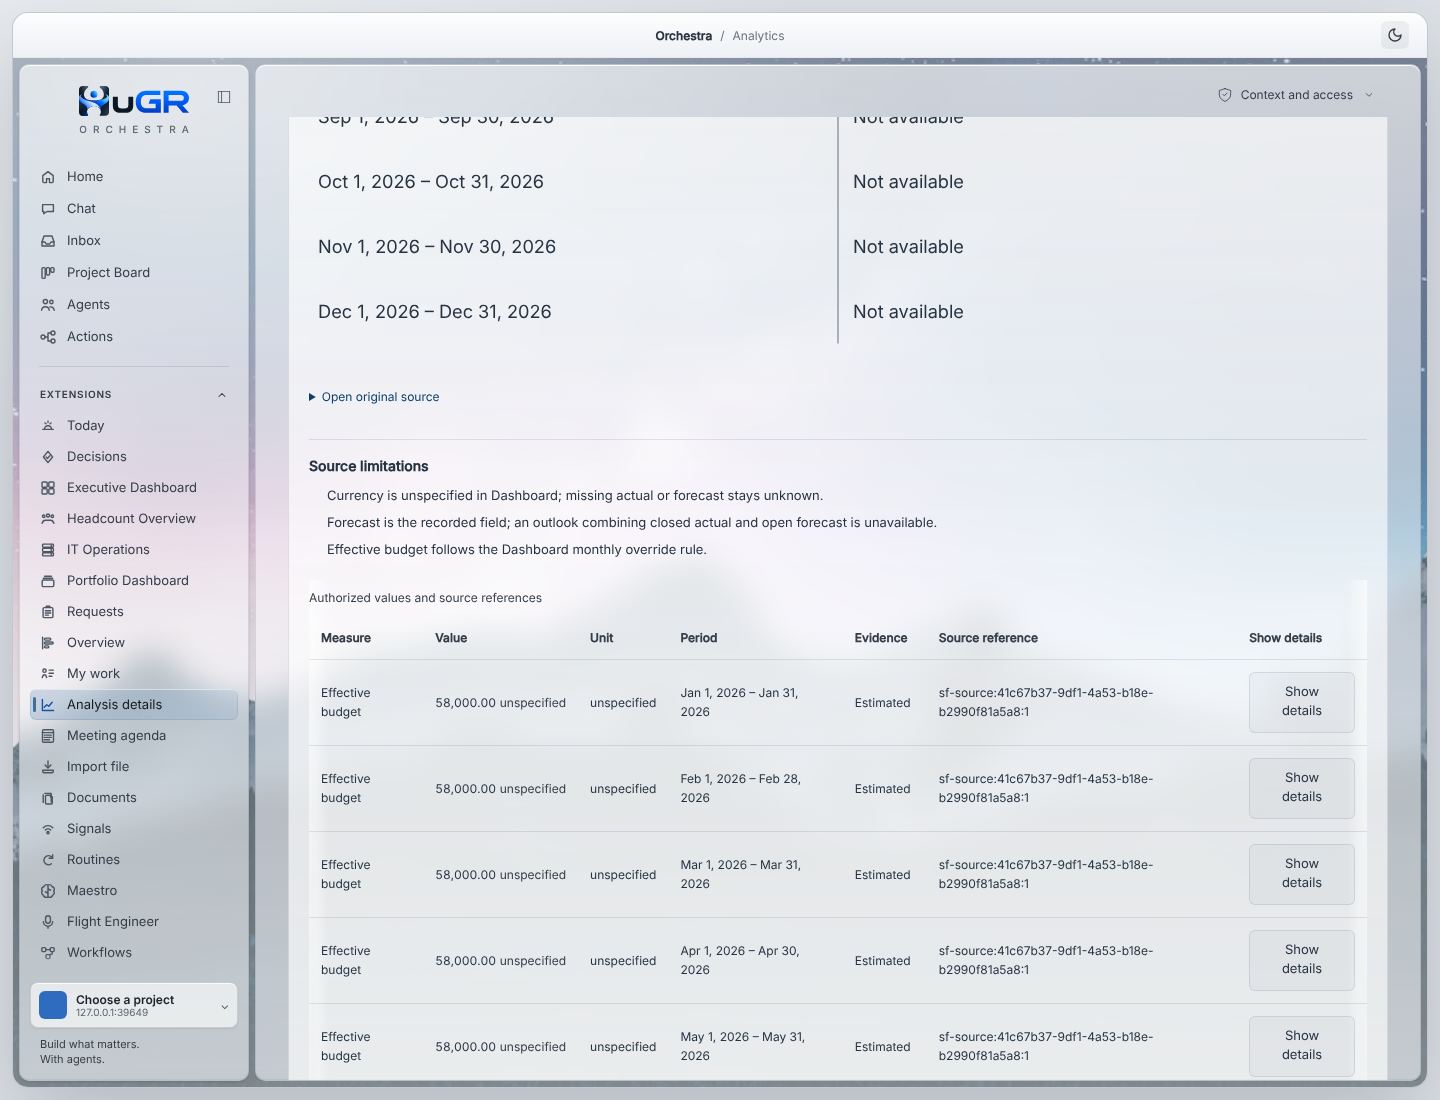 Orchestra / Analytics
HuGR
ORCHESTRA
Home
Chat
Inbox
Project Board
Agents
Actions
EXTENSIONS
Today
Decisions
Executive Dashboard
Headcount Overview
IT Operations
Portfolio Dashboard
Requests
Overview
My work
Analysis details
Meeting agenda
Import file
Documents
Signals
Routines
Maestro
Flight Engineer
Workflows
Choose a project
127.0.0.1:39649
Build what matters.
With agents.
Context and access
Sep 1, 2026 – Sep 30, 2026 Not available
Oct 1, 2026 – Oct 31, 2026 Not available
Nov 1, 2026 – Nov 30, 2026 Not available
Dec 1, 2026 – Dec 31, 2026 Not available
Open original source
Source limitations
Currency is unspecified in Dashboard; missing actual or forecast stays unknown.
Forecast is the recorded field; an outlook combining closed actual and open forecast is unavailable.
Effective budget follows the Dashboard monthly override rule.
Authorized values and source references
Measure Value Unit Period Evidence Source reference Show details
Effective budget 58,000.00 unspecified unspecified Jan 1, 2026 – Jan 31, 2026 Estimated sf-source:41c67b37-9df1-4a53-b18e-b2990f81a5a8:1 Show details
Effective budget 58,000.00 unspecified unspecified Feb 1, 2026 – Feb 28, 2026 Estimated sf-source:41c67b37-9df1-4a53-b18e-b2990f81a5a8:1 Show details
Effective budget 58,000.00 unspecified unspecified Mar 1, 2026 – Mar 31, 2026 Estimated sf-source:41c67b37-9df1-4a53-b18e-b2990f81a5a8:1 Show details
Effective budget 58,000.00 unspecified unspecified Apr 1, 2026 – Apr 30, 2026 Estimated sf-source:41c67b37-9df1-4a53-b18e-b2990f81a5a8:1 Show details
Effective budget 58,000.00 unspecified unspecified May 1, 2026 – May 31, 2026 Estimated sf-source:41c67b37-9df1-4a53-b18e-b2990f81a5a8:1 Show details